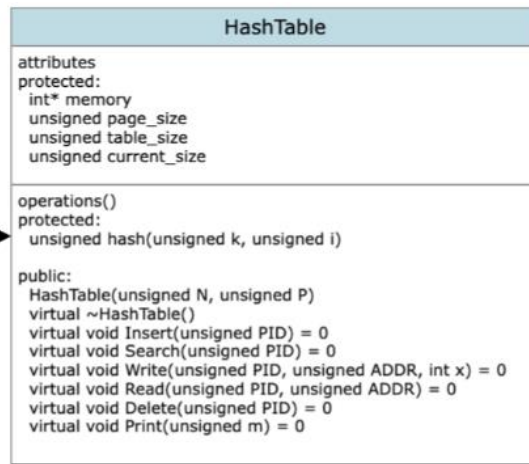 HashTable
attributes
protected:
int* memory
unsigned page_size
unsigned table_size
unsigned current_size
operations()
protected:
unsigned hash(unsigned k, unsigned i)
public:
HashTable(unsigned N, unsigned P)
virtual ~HashTable()
virtual void Insert(unsigned PID) = 0
virtual void Search(unsigned PID) = 0
virtual void Write(unsigned PID, unsigned ADDR, int x) = 0
virtual void Read(unsigned PID, unsigned ADDR) = 0
virtual void Delete(unsigned PID) = 0
virtual void Print(unsigned m) = 0